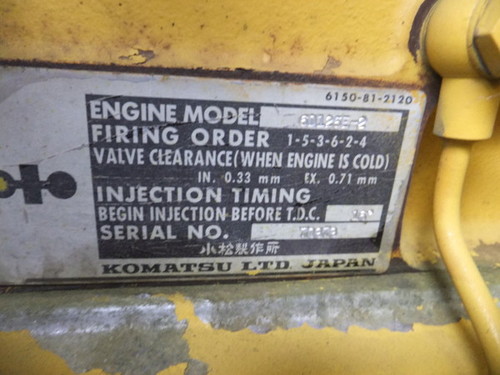 6150-81-2120
ENGINE MODEL
FIRING ORDER 1-5-3-6-2-4
VALVE CLEARANCE(WHEN ENGINE IS COLD)
IN. 0.33 mm EX. 0.71 mm
INJECTION TIMING
BEGIN INJECTION BEFORE T.D.C.
SERIAL NO.
小松製作所
KOMATSU LTD. JAPAN